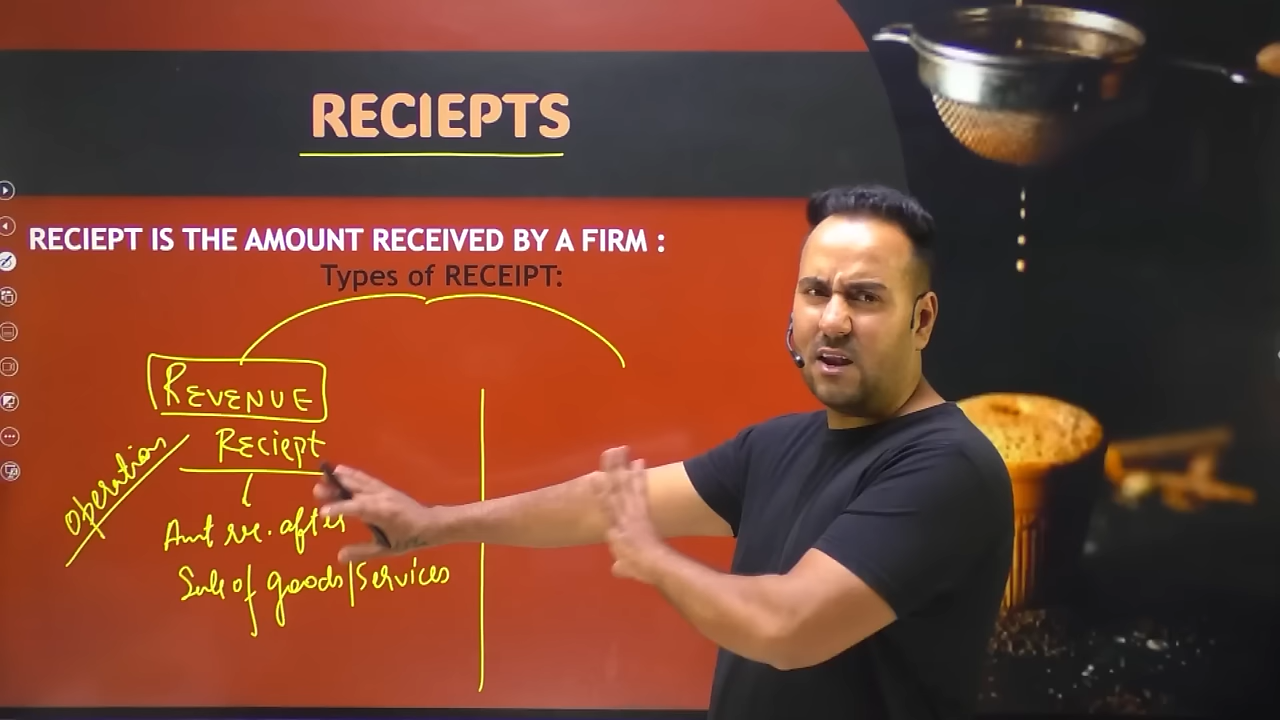 RECIEPTS
RECIEPT IS THE AMOUNT RECEIVED BY A FIRM :
Types of RECEIPT:
REVENUE
Reciept
operation
Amt rec. after
Sale of goods/Services